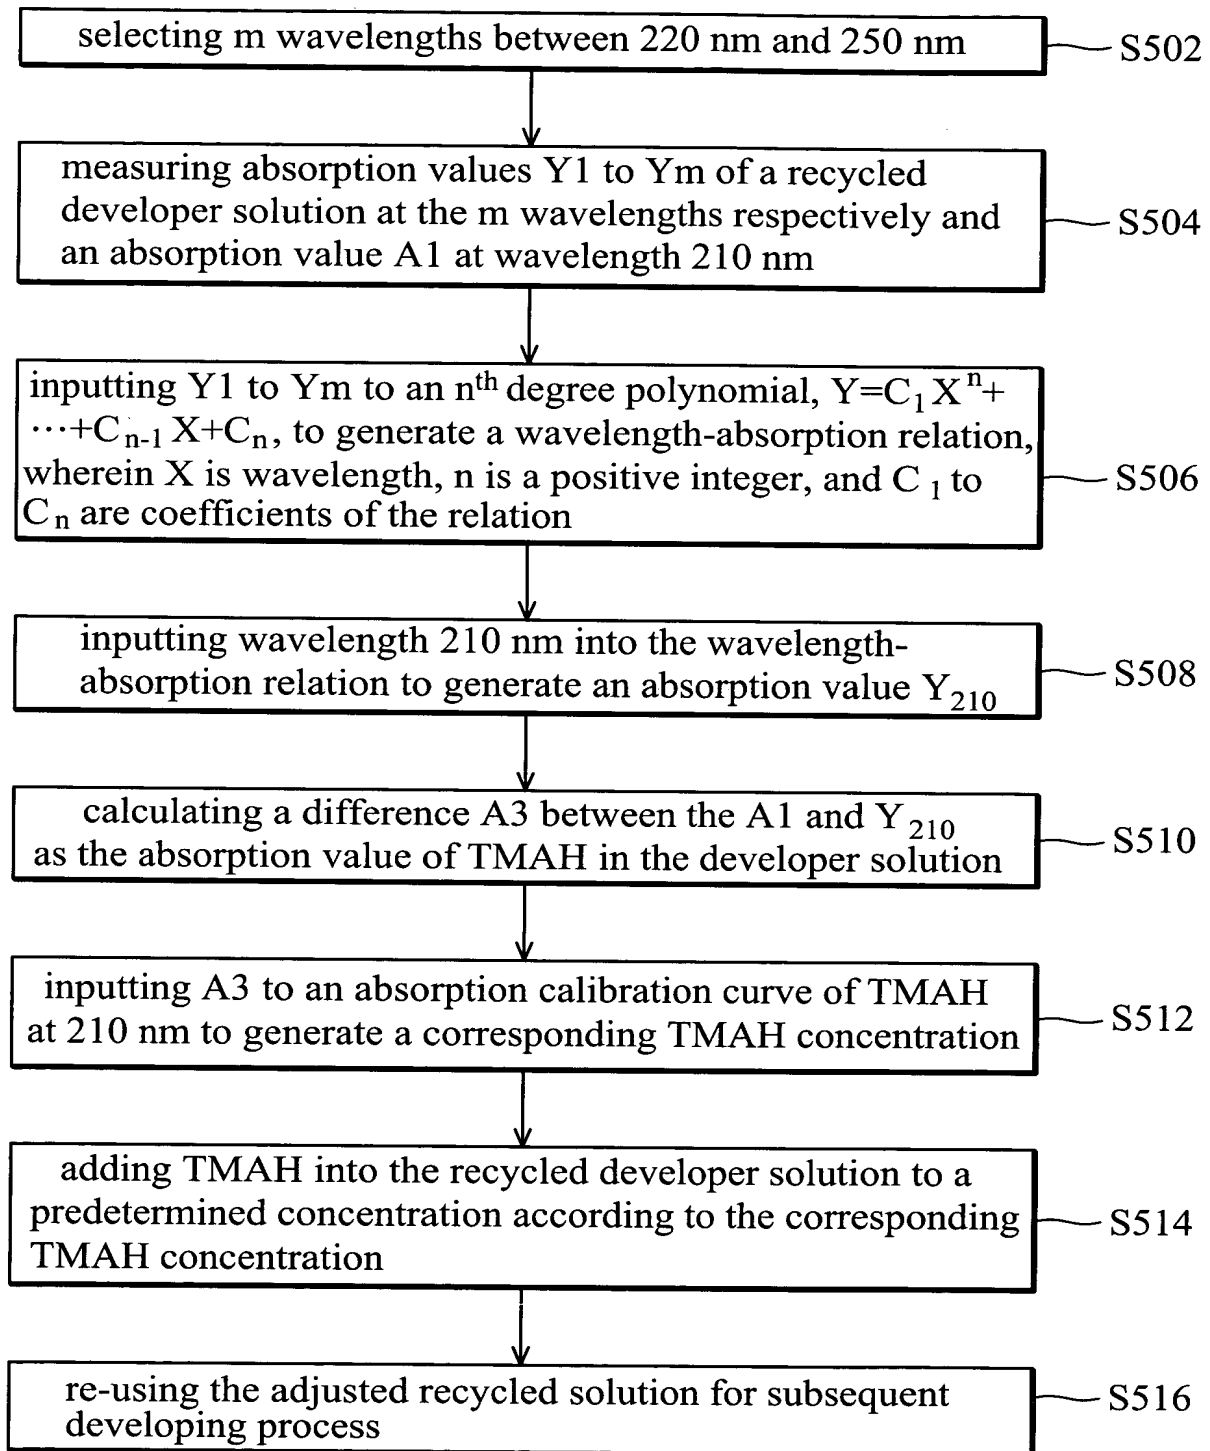 selecting m wavelengths between 220 nm and 250 nm
S502
measuring absorption values Y1 to Ym of a recycled
developer solution at the m wavelengths respectively and
an absorption value A1 at wavelength 210 nm
S504
inputting Y1 to Ym to an nth degree polynomial, Y=C1X^n+
···+Cn-1X+Cn, to generate a wavelength-absorption relation,
wherein X is wavelength, n is a positive integer, and C1 to
Cn are coefficients of the relation
S506
inputting wavelength 210 nm into the wavelength-
absorption relation to generate an absorption value Y210
S508
calculating a difference A3 between the A1 and Y210
as the absorption value of TMAH in the developer solution
S510
inputting A3 to an absorption calibration curve of TMAH
at 210 nm to generate a corresponding TMAH concentration
S512
adding TMAH into the recycled developer solution to a
predetermined concentration according to the corresponding
TMAH concentration
S514
re-using the adjusted recycled solution for subsequent
developing process
S516